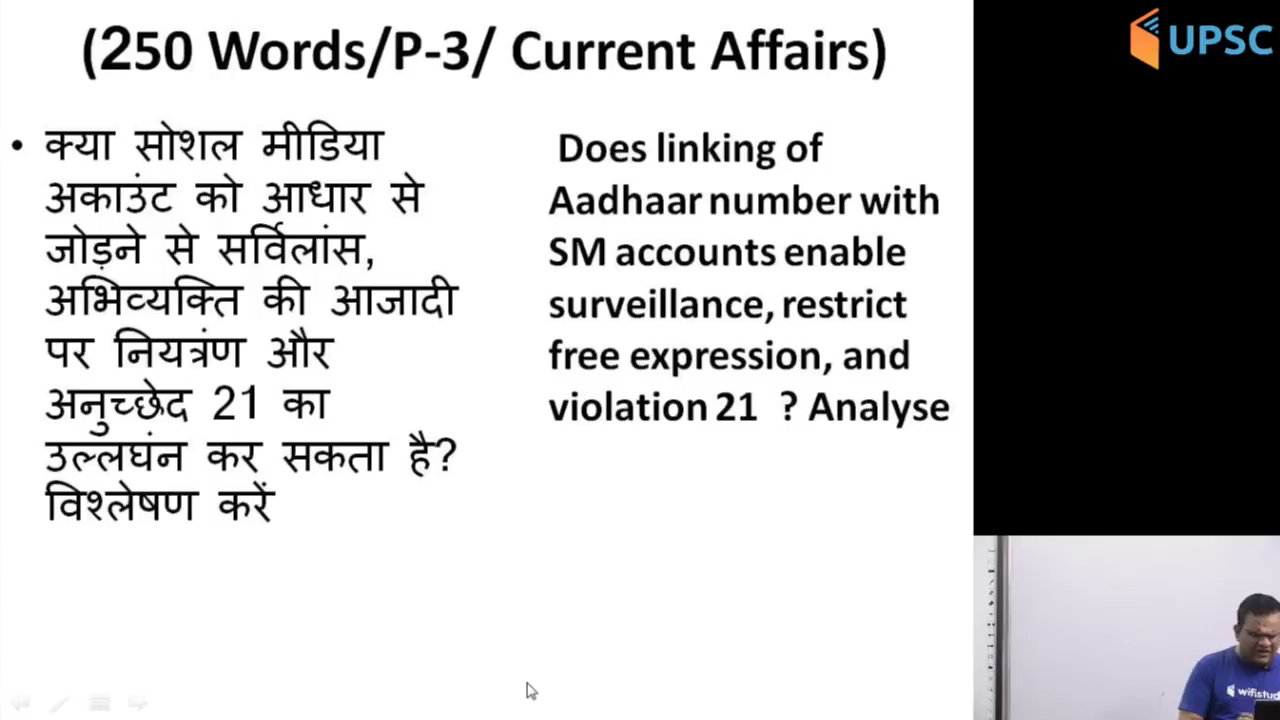 (250 Words/P-3/ Current Affairs)
UPSC
• क्या सोशल मीडिया
अकाउंट को आधार से
जोड़ने से सर्विलांस,
अभिव्यक्ति की आजादी
पर नियत्रंण और
अनुच्छेद 21 का
उल्लघंन कर सकता है?
विश्लेषण करें
Does linking of
Aadhaar number with
SM accounts enable
surveillance, restrict
free expression, and
violation 21 ? Analyse
wifistud